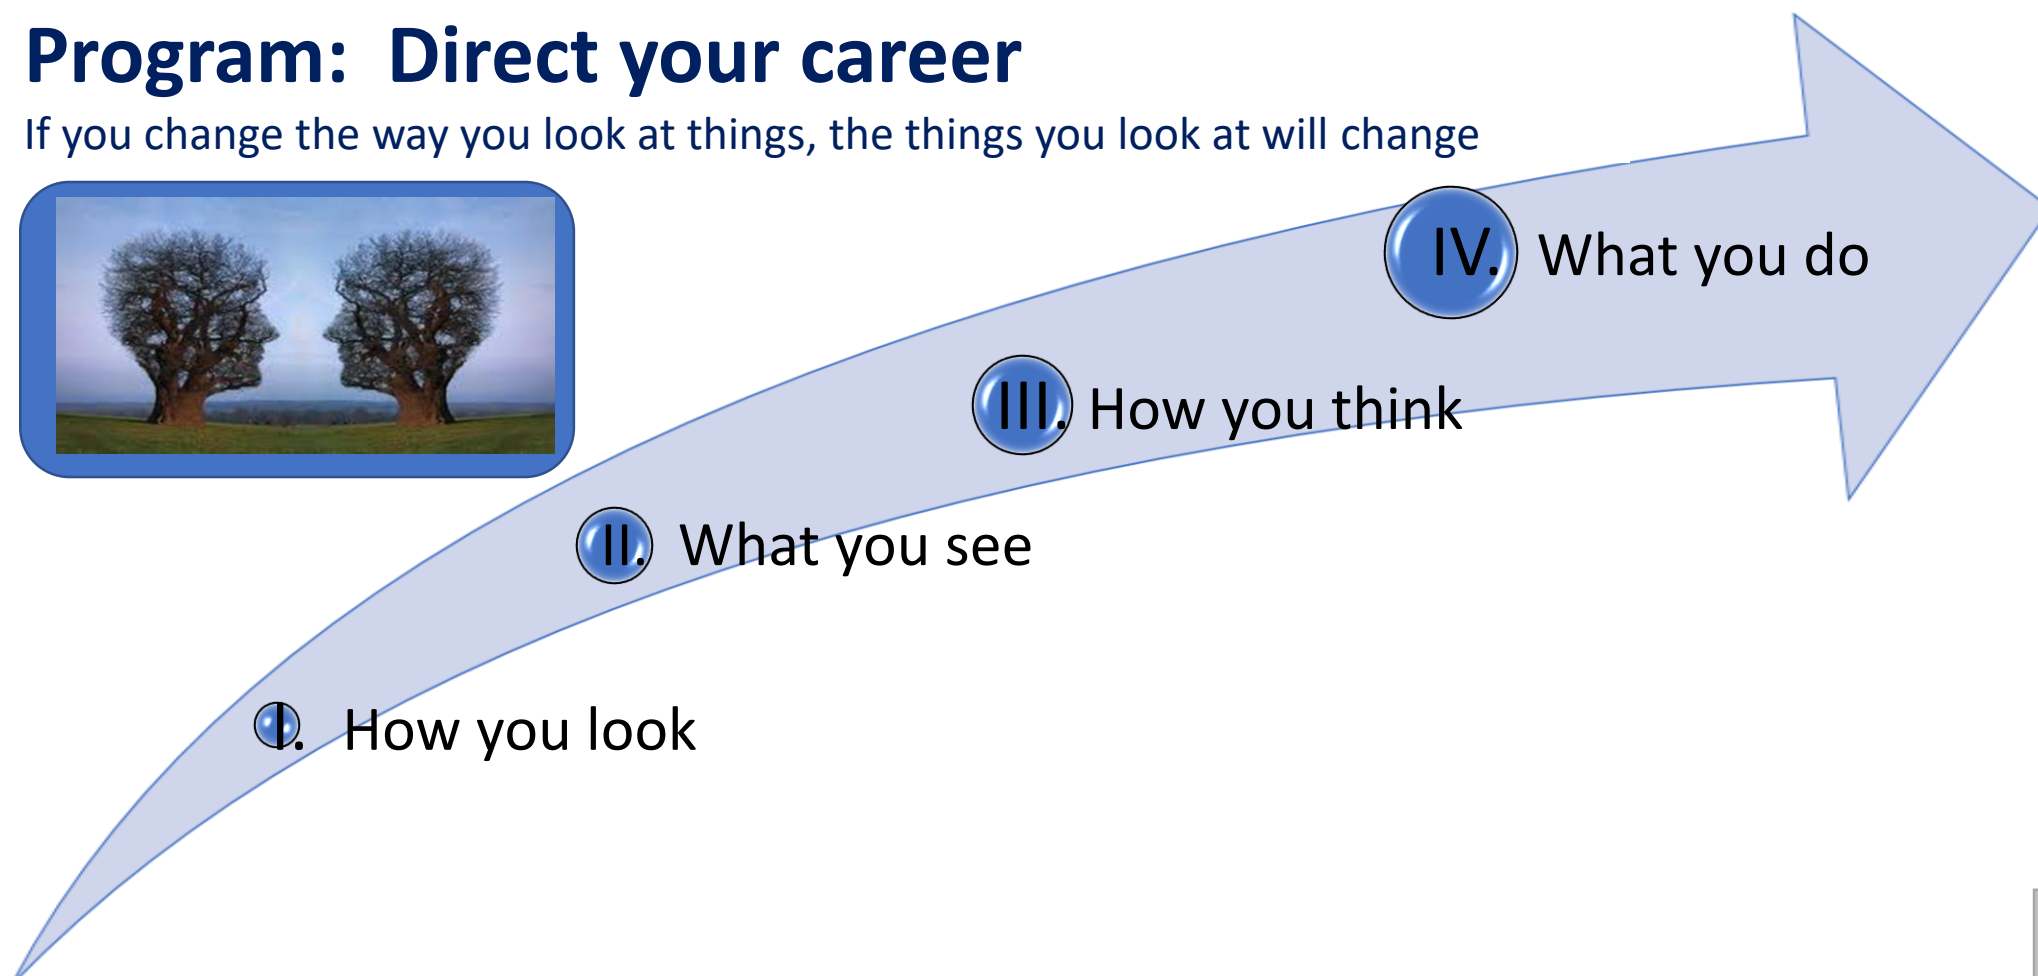 Program:  Direct your career
If you change the way you look at things, the things you look at will change
IV. What you do
III. How you think
II. What you see
I. How you look